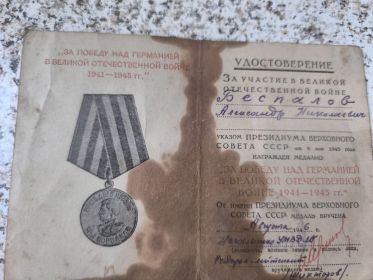 „ЗА ПОБЕДУ НАД ГЕРМАНИЕЙ
В ВЕЛИКОЙ ОТЕЧЕСТВЕННОЙ ВОЙНЕ
1941—1945 гг."
УДОСТОВЕРЕНИЕ
ЗА УЧАСТИЕ В ВЕЛИКОЙ
ОТЕЧЕСТВЕННОЙ ВОЙНЕ
Беспалов
Александр Николаевич
УКАЗОМ ПРЕЗИДИУМА ВЕРХОВНОГО
СОВЕТА СССР от 9 мая 1945 года
НАГРАЖДЕН МЕДАЛЬЮ
„ЗА ПОБЕДУ НАД ГЕРМАНИЕЙ
В ВЕЛИКОЙ ОТЕЧЕСТВЕННОЙ
ВОЙНЕ 1941—1945 гг."
От имени ПРЕЗИДИУМА ВЕРХОВНОГО
СОВЕТА СССР МЕДАЛЬ ВРУЧЕНА
Августа